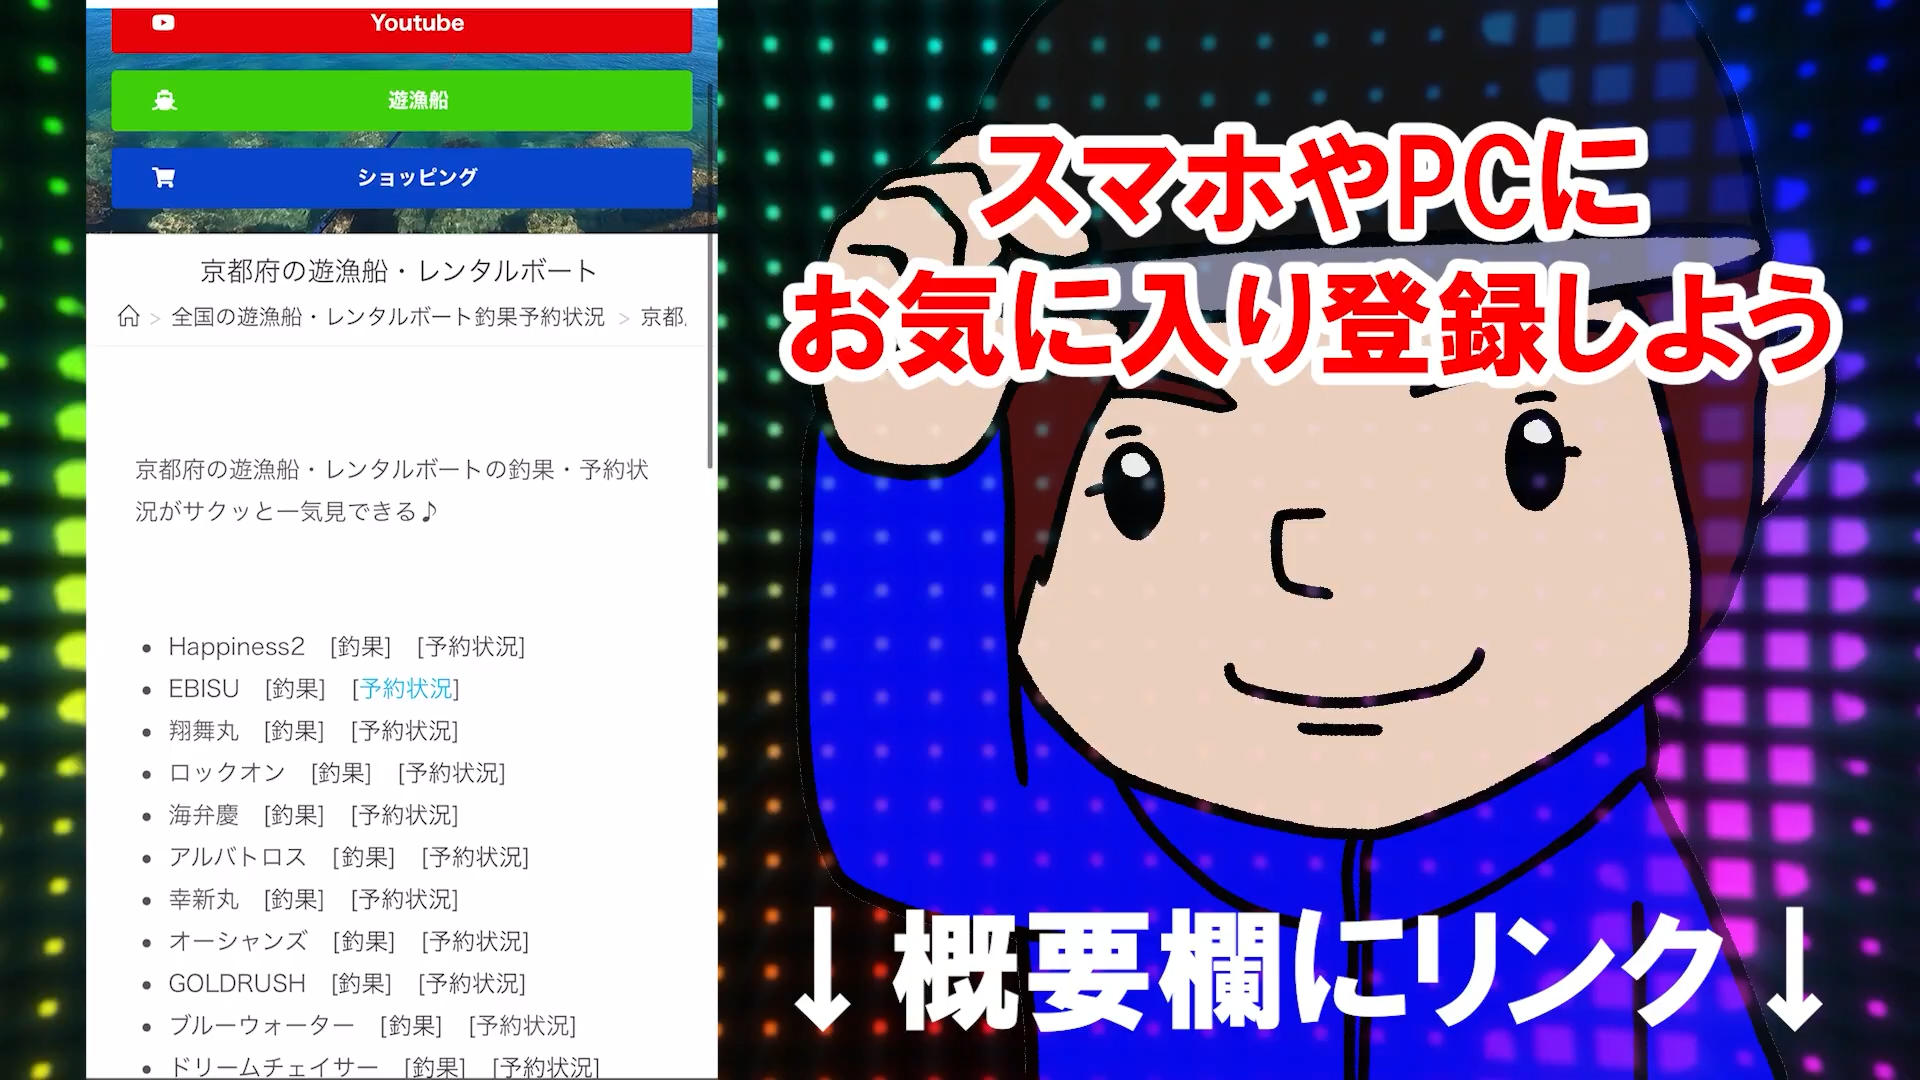 Youtube
遊漁船
ショッピング
京都府の遊漁船・レンタルボート
> 全国の遊漁船・レンタルボート釣果予約状況 > 京都
京都府の遊漁船・レンタルボートの釣果・予約状
況がサクッと一気見できる♪
• Happiness2 [釣果] [予約状況]
• EBISU [釣果] [予約状況]
• 翔舞丸 [釣果] [予約状況]
• ロックオン [釣果] [予約状況]
• 海弁慶 [釣果] [予約状況]
• アルバトロス [釣果] [予約状況]
• 幸新丸 [釣果] [予約状況]
• オーシャンズ [釣果] [予約状況]
• GOLDRUSH [釣果] [予約状況]
• ブルーウォーター [釣果] [予約状況]
• ドリームチェイサー [釣果] [予約状況]
スマホやPCに
お気に入り登録しよう
↓概要欄にリンク↓